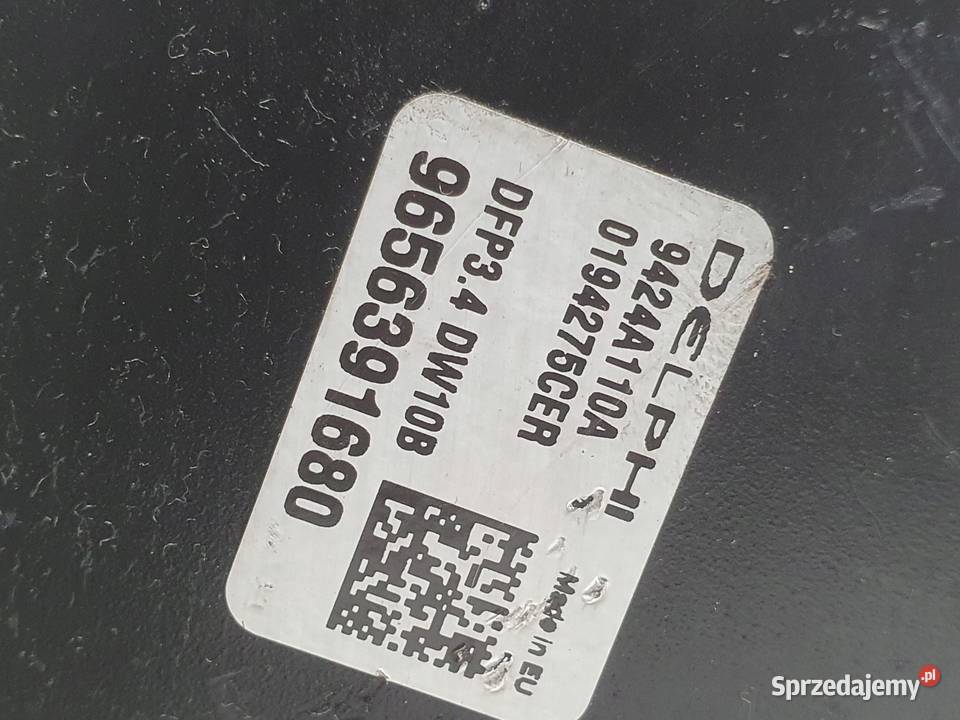 DELPHI
9424A110A
0194275CER
DFP3.4 DW10B
9656391680
Made in EU
Sprzedajemy.pl